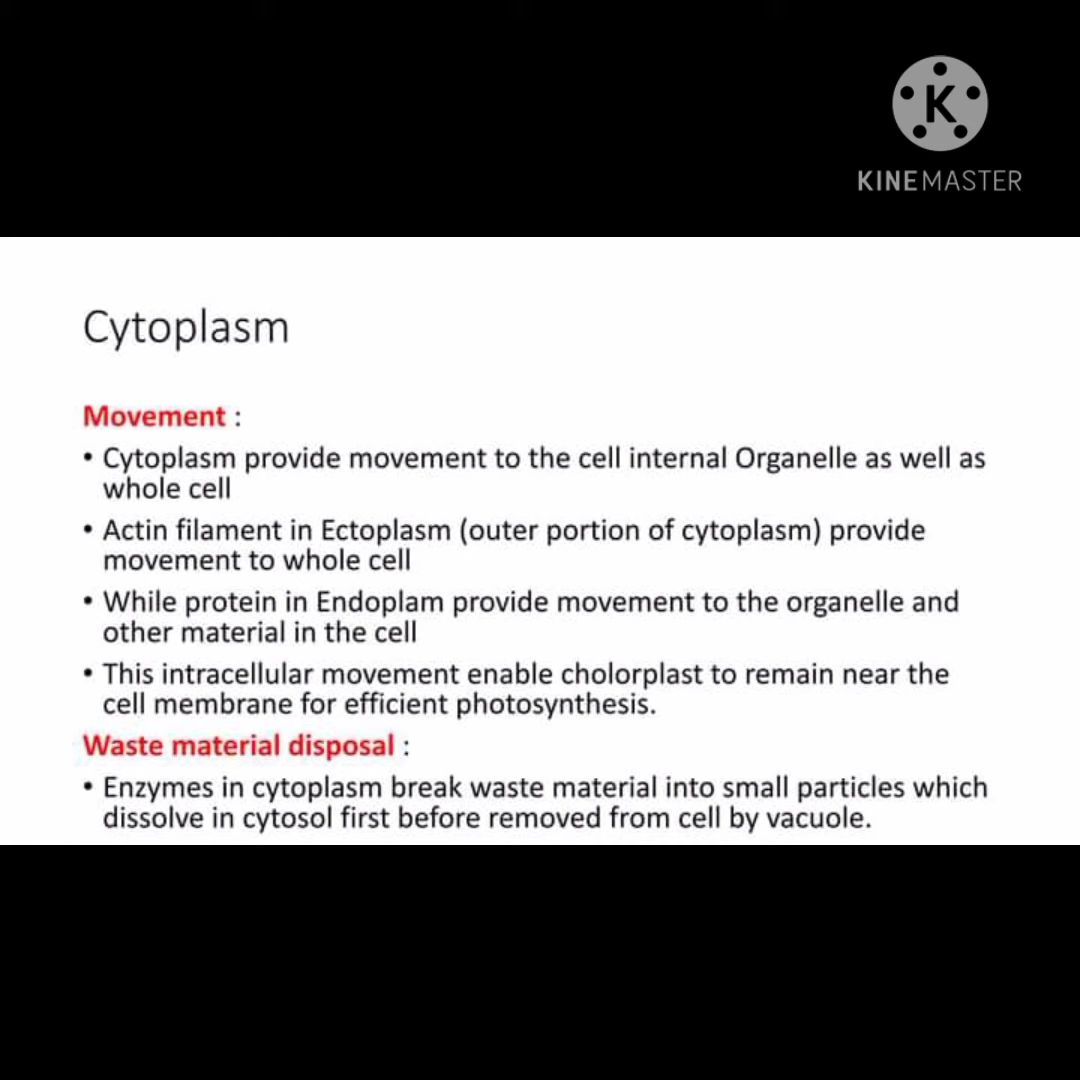 K
KINEMASTER
Cytoplasm
Movement :
• Cytoplasm provide movement to the cell internal Organelle as well as
whole cell
• Actin filament in Ectoplasm (outer portion of cytoplasm) provide
movement to whole cell
• While protein in Endoplam provide movement to the organelle and
other material in the cell
• This intracellular movement enable cholorplast to remain near the
cell membrane for efficient photosynthesis.
Waste material disposal :
• Enzymes in cytoplasm break waste material into small particles which
dissolve in cytosol first before removed from cell by vacuole.